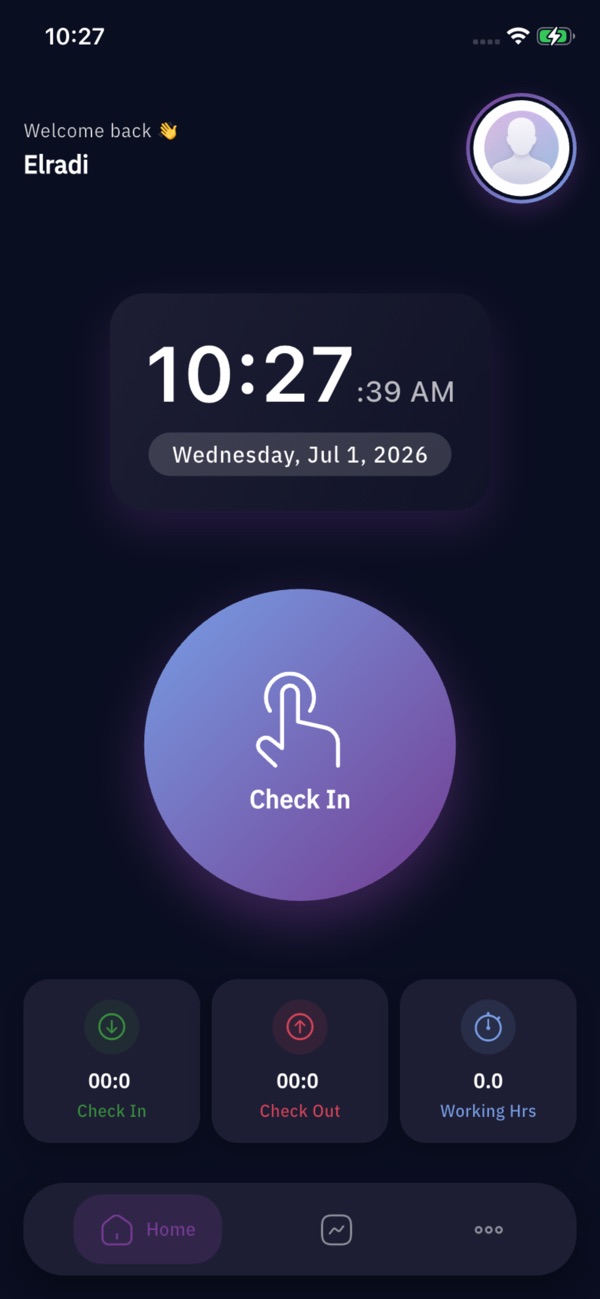 10:27
Welcome back 👋
Elradi
10:27:39 AM
Wednesday, Jul 1, 2026
Check In
00:0
Check In
00:0
Check Out
0.0
Working Hrs
Home